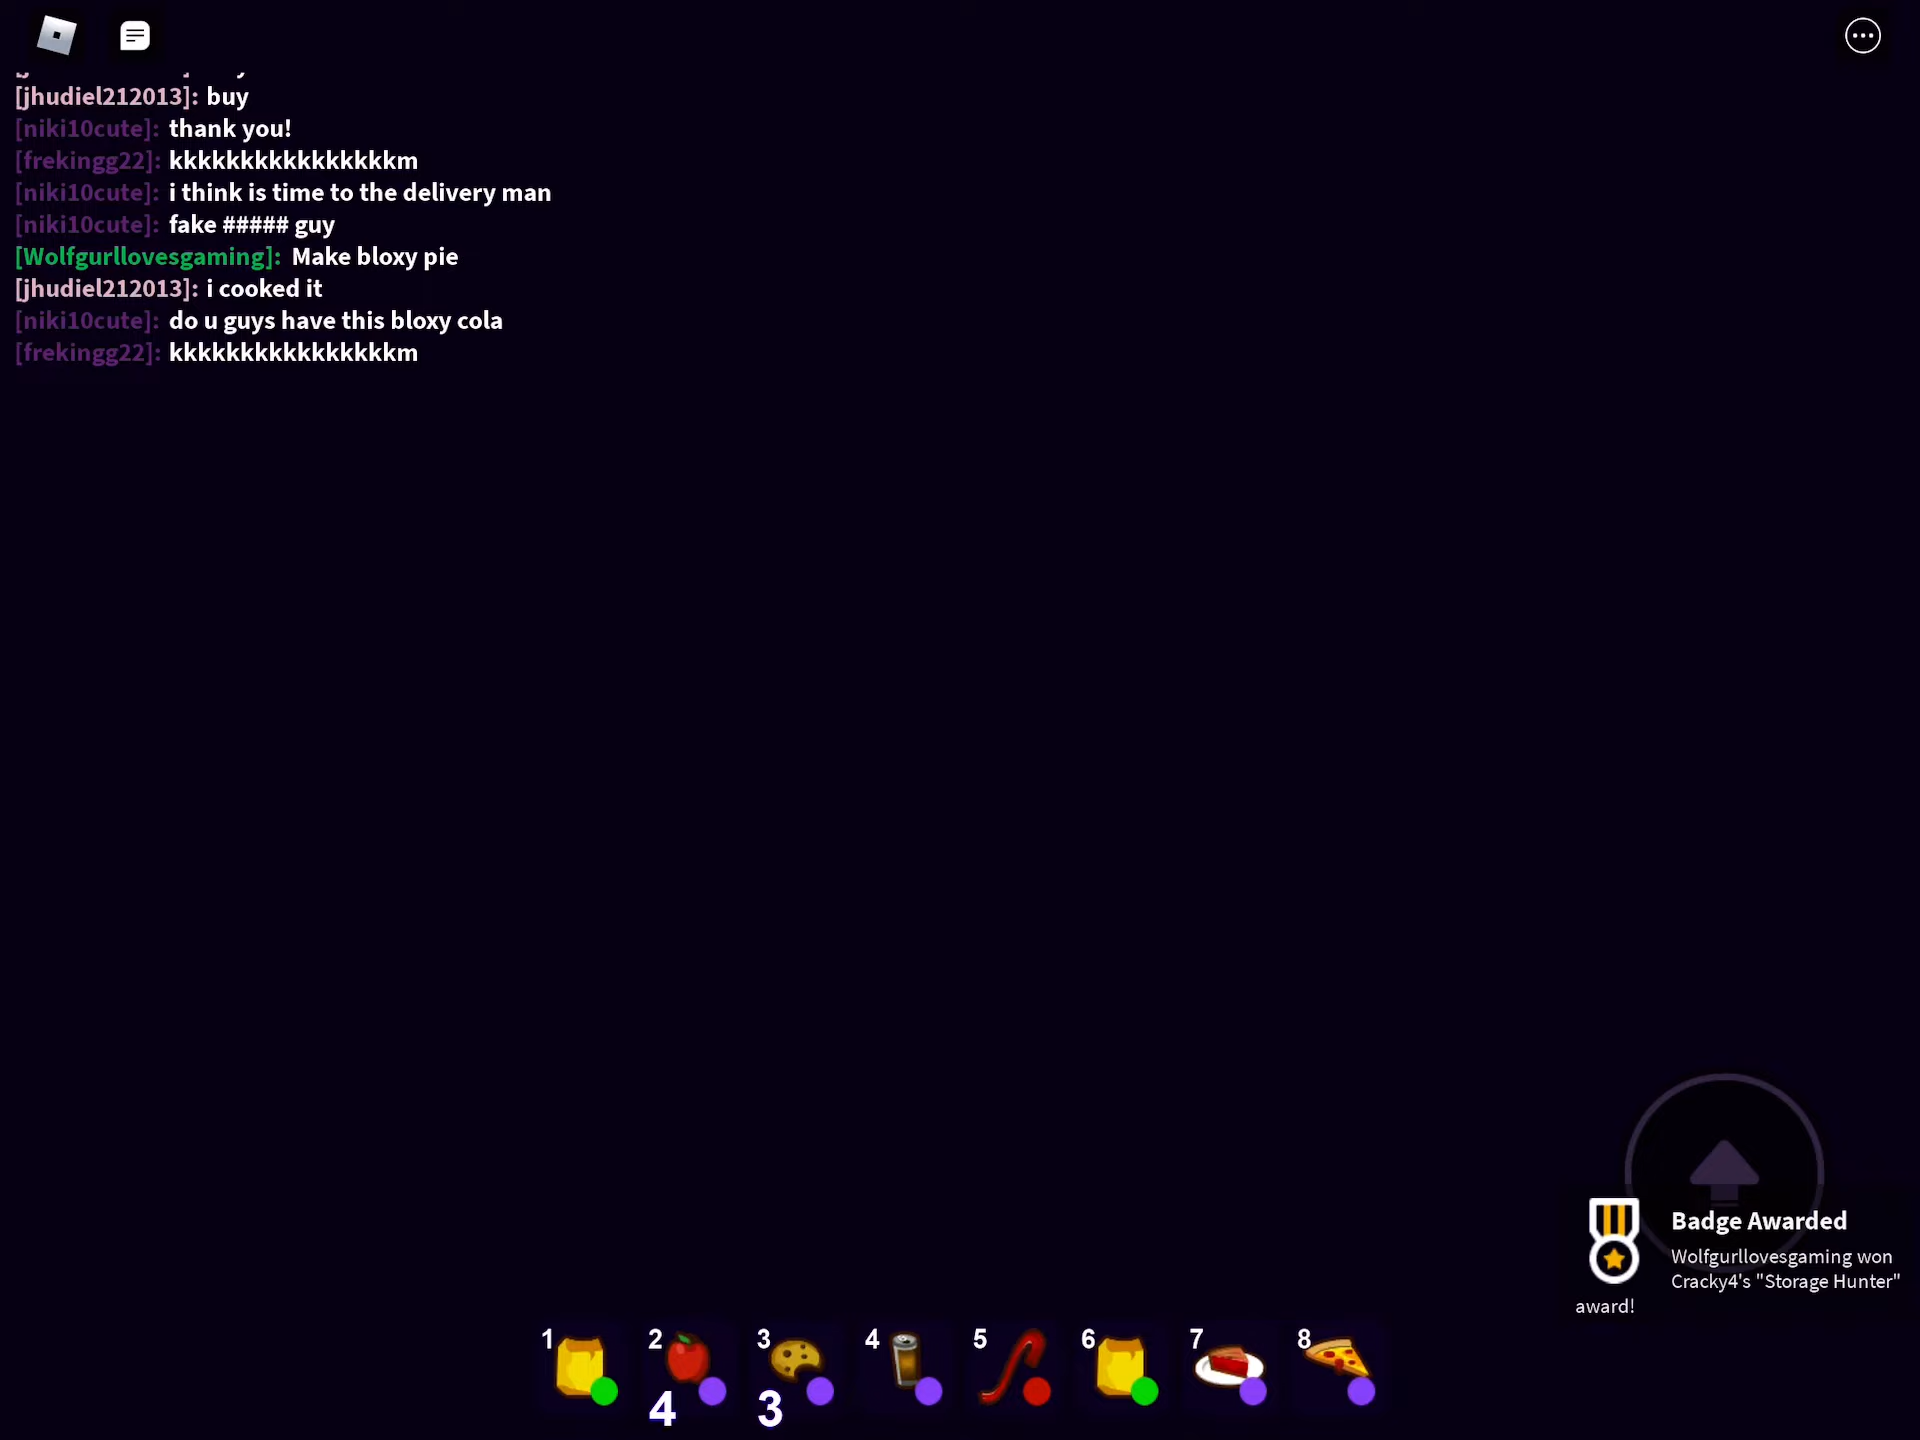 [jhudiel212013]: buy
[niki10cute]: thank you!
[frekingg22]: kkkkkkkkkkkkkkkkm
[niki10cute]: i think is time to the delivery man
[niki10cute]: fake ##### guy
[Wolfgurllovesgaming]: Make bloxy pie
[jhudiel212013]: i cooked it
[niki10cute]: do u guys have this bloxy cola
[frekingg22]: kkkkkkkkkkkkkkkkm
Badge Awarded
Wolfgurllovesgaming won
Cracky4's "Storage Hunter"
award!
1 2 3 4 5 6 7 8
4 3